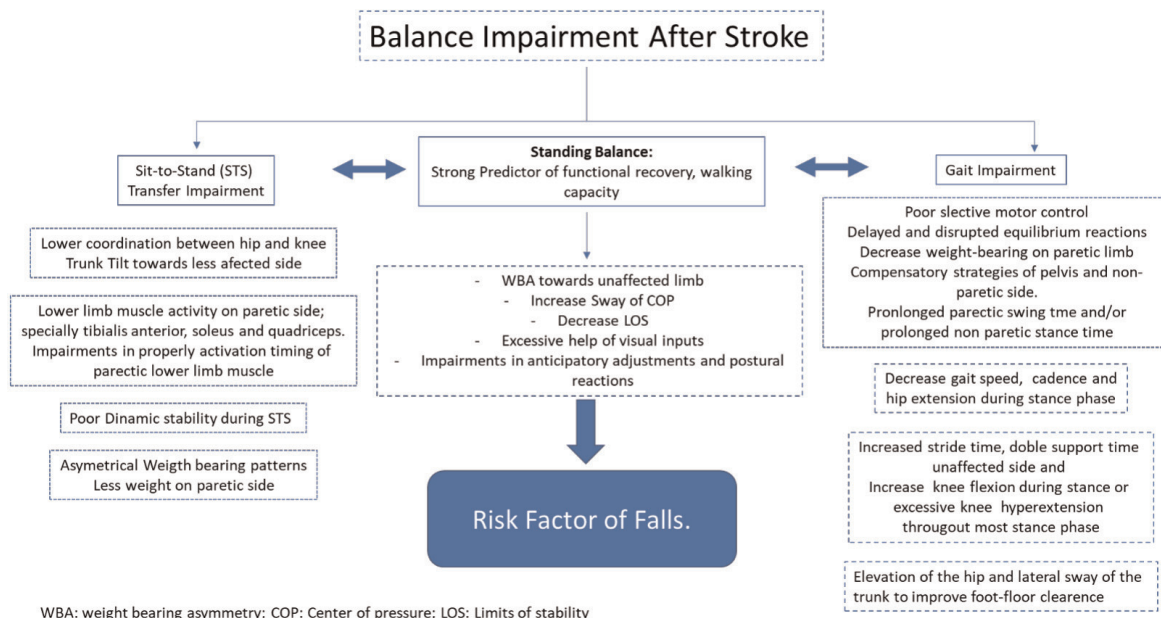 Balance Impairment After Stroke
Sit-to-Stand (STS)
Transfer Impairment
Lower coordination between hip and knee
Trunk Tilt towards less afected side
Lower limb muscle activity on paretic side;
specially tibialis anterior, soleus and quadriceps.
Impairments in properly activation timing of
parectic lower limb muscle
Poor Dinamic stability during STS
Asymetrical Weigth bearing patterns
Less weight on paretic side
Standing Balance:
Strong Predictor of functional recovery, walking
capacity
- WBA towards unaffected limb
- Increase Sway of COP
- Decrease LOS
- Excessive help of visual inputs
- Impairments in anticipatory adjustments and postural
reactions
Risk Factor of Falls.
Gait Impairment
Poor slective motor control
Delayed and disrupted equilibrium reactions
Decrease weight-bearing on paretic limb
Compensatory strategies of pelvis and non-
paretic side.
Pronlonged parectic swing tme and/or
prolonged non paretic stance time
Decrease gait speed, cadence and
hip extension during stance phase
Increased stride time, doble support time
unaffected side and
Increase knee flexion during stance or
excessive knee hyperextension
througout most stance phase
Elevation of the hip and lateral sway of the
trunk to improve foot-floor clearence
WBA: weight bearing asymmetry; COP: Center of pressure; LOS: Limits of stability